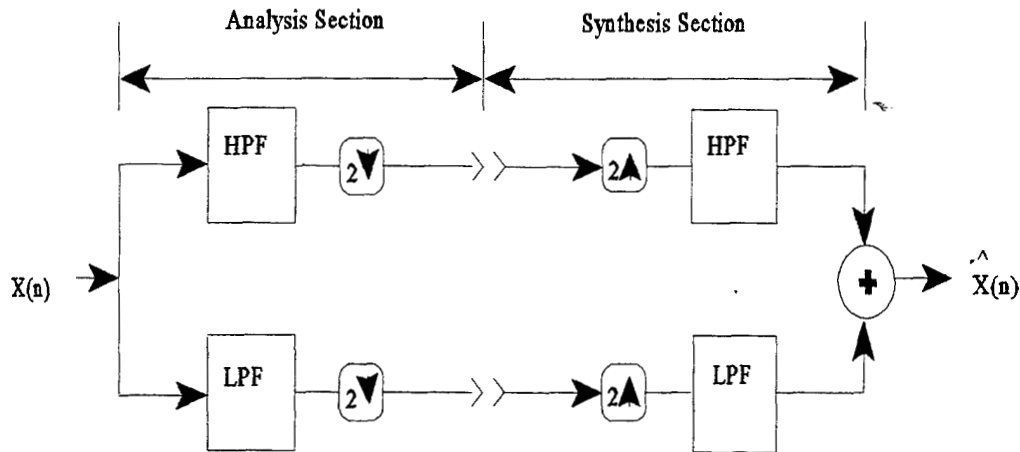 Analysis Section
Synthesis Section
HPF
2
2
HPF
X(n)
+
^
X(n)
LPF
2
2
LPF